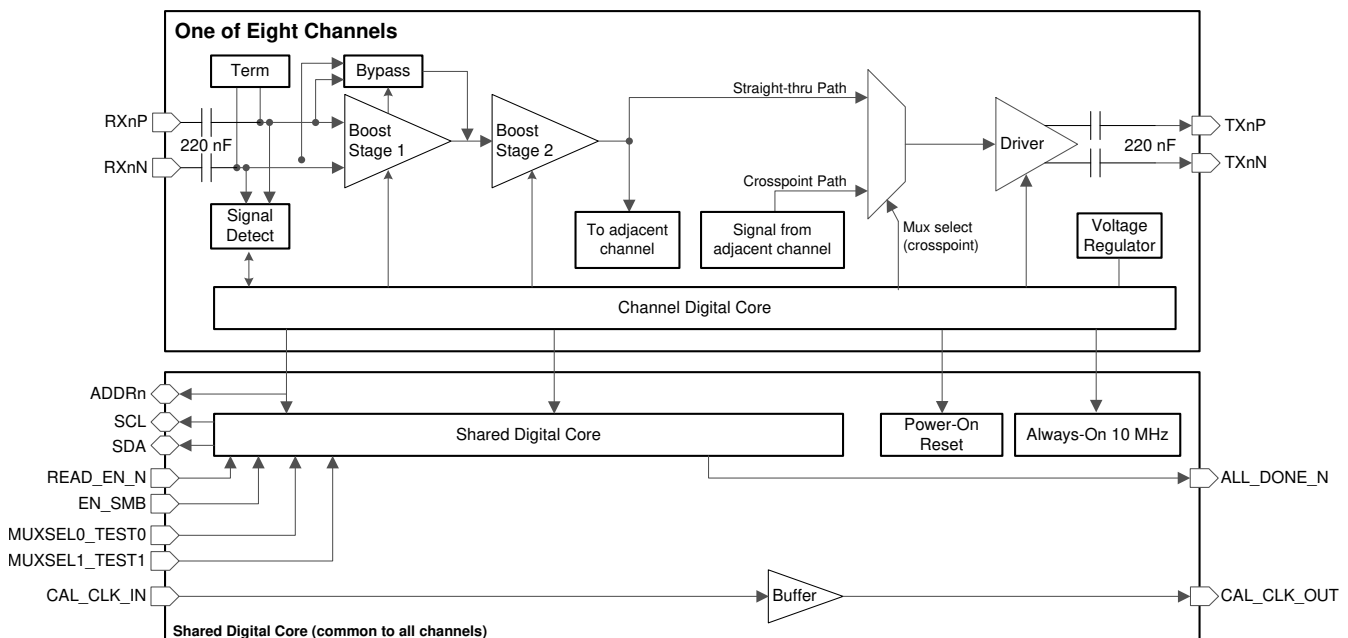 One of Eight Channels
Term
Bypass
RXnP
220 nF
RXnN
Boost
Stage 1
Boost
Stage 2
Signal
Detect
Straight-thru Path
Crosspoint Path
To adjacent
channel
Signal from
adjacent channel
Mux select
(crosspoint)
Driver
220 nF
TXnP
TXnN
Voltage
Regulator
Channel Digital Core
ADDRn
SCL
SDA
READ_EN_N
EN_SMB
MUXSEL0_TEST0
MUXSEL1_TEST1
CAL_CLK_IN
Shared Digital Core
Power-On
Reset
Always-On 10 MHz
ALL_DONE_N
Buffer
CAL_CLK_OUT
Shared Digital Core (common to all channels)